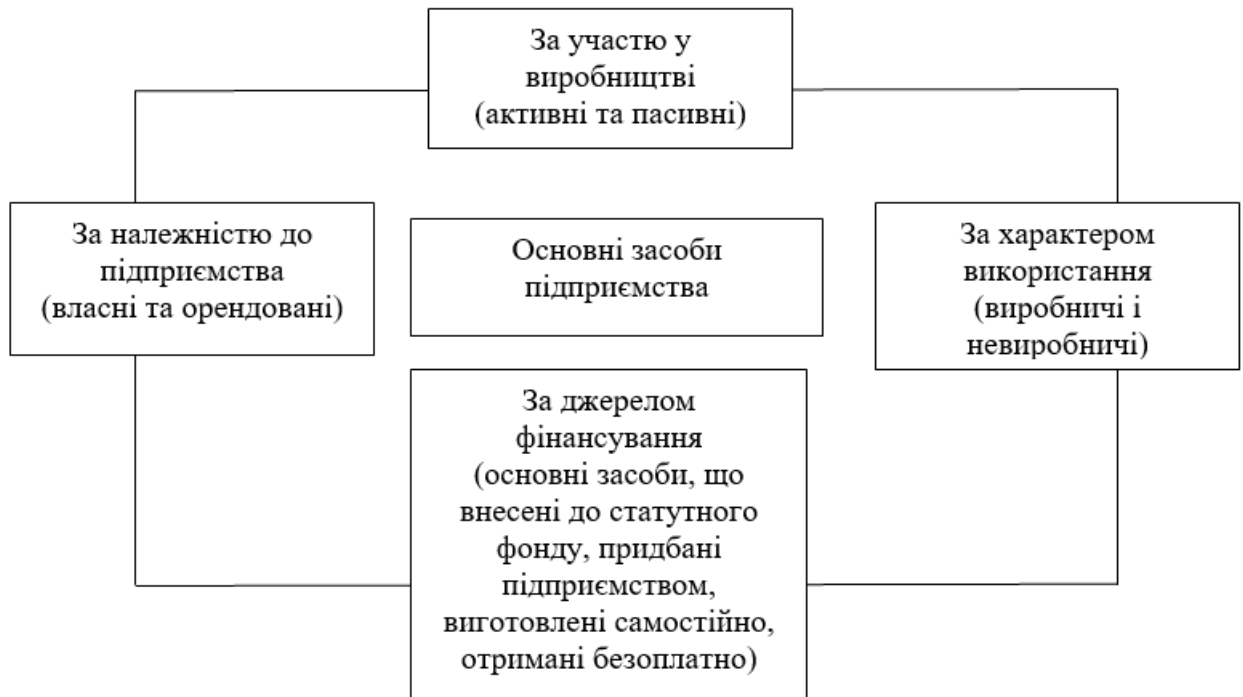 За участю у
виробництві
(активні та пасивні)
За належністю до
підприємства
(власні та орендовані)
Основні засоби
підприємства
За характером
використання
(виробничі і
невиробничі)
За джерелом
фінансування
(основні засоби, що
внесені до статутного
фонду, придбані
підприємством,
виготовлені самостійно,
отримані безоплатно)